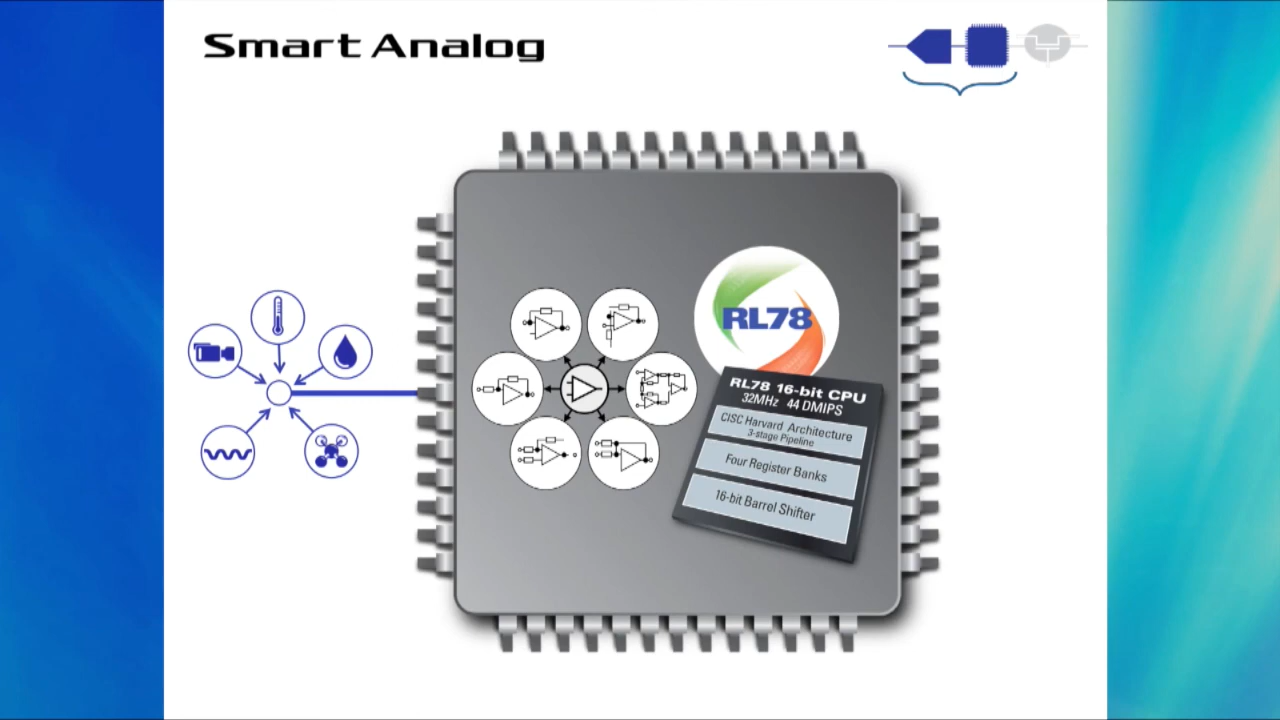 Smart Analog
RL78
RL78 16-bit CPU
32MHz 44 DMIPS
CISC Harvard Architecture
3-stage Pipeline
Four Register Banks
16-bit Barrel Shifter